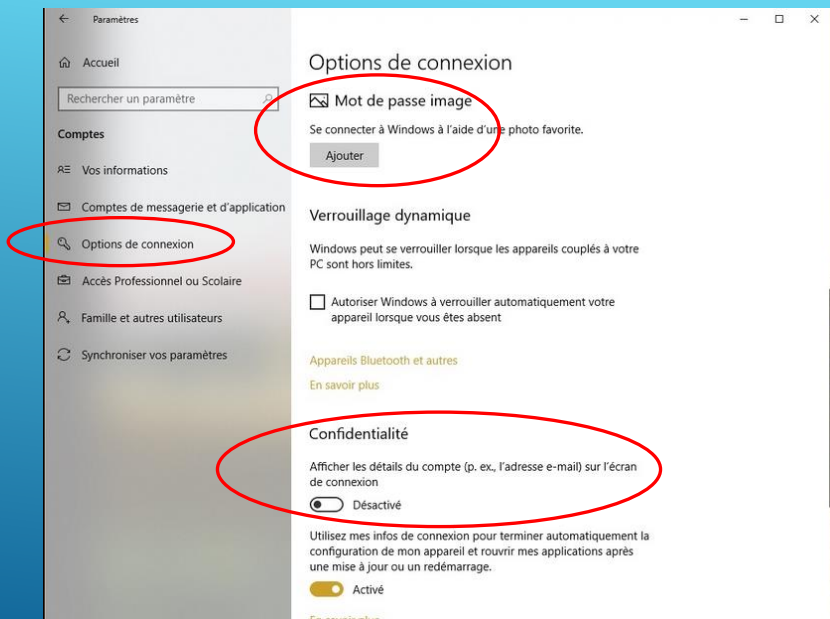 Paramètres
Accueil
Rechercher un paramètre
Comptes
Vos informations
Comptes de messagerie et d'application
Options de connexion
Accès Professionnel ou Scolaire
Famille et autres utilisateurs
Synchroniser vos paramètres
Options de connexion
Mot de passe image
Se connecter à Windows à l'aide d'une photo favorite.
Ajouter
Verrouillage dynamique
Windows peut se verrouiller lorsque les appareils couplés à votre
PC sont hors limites.
Autoriser Windows à verrouiller automatiquement votre
appareil lorsque vous êtes absent
Appareils Bluetooth et autres
En savoir plus
Confidentialité
Afficher les détails du compte (p. ex., l'adresse e-mail) sur l'écran
de connexion
Désactivé
Utilisez mes infos de connexion pour terminer automatiquement la
configuration de mon appareil et rouvrir mes applications après
une mise à jour ou un redémarrage.
Activé
En savoir plus